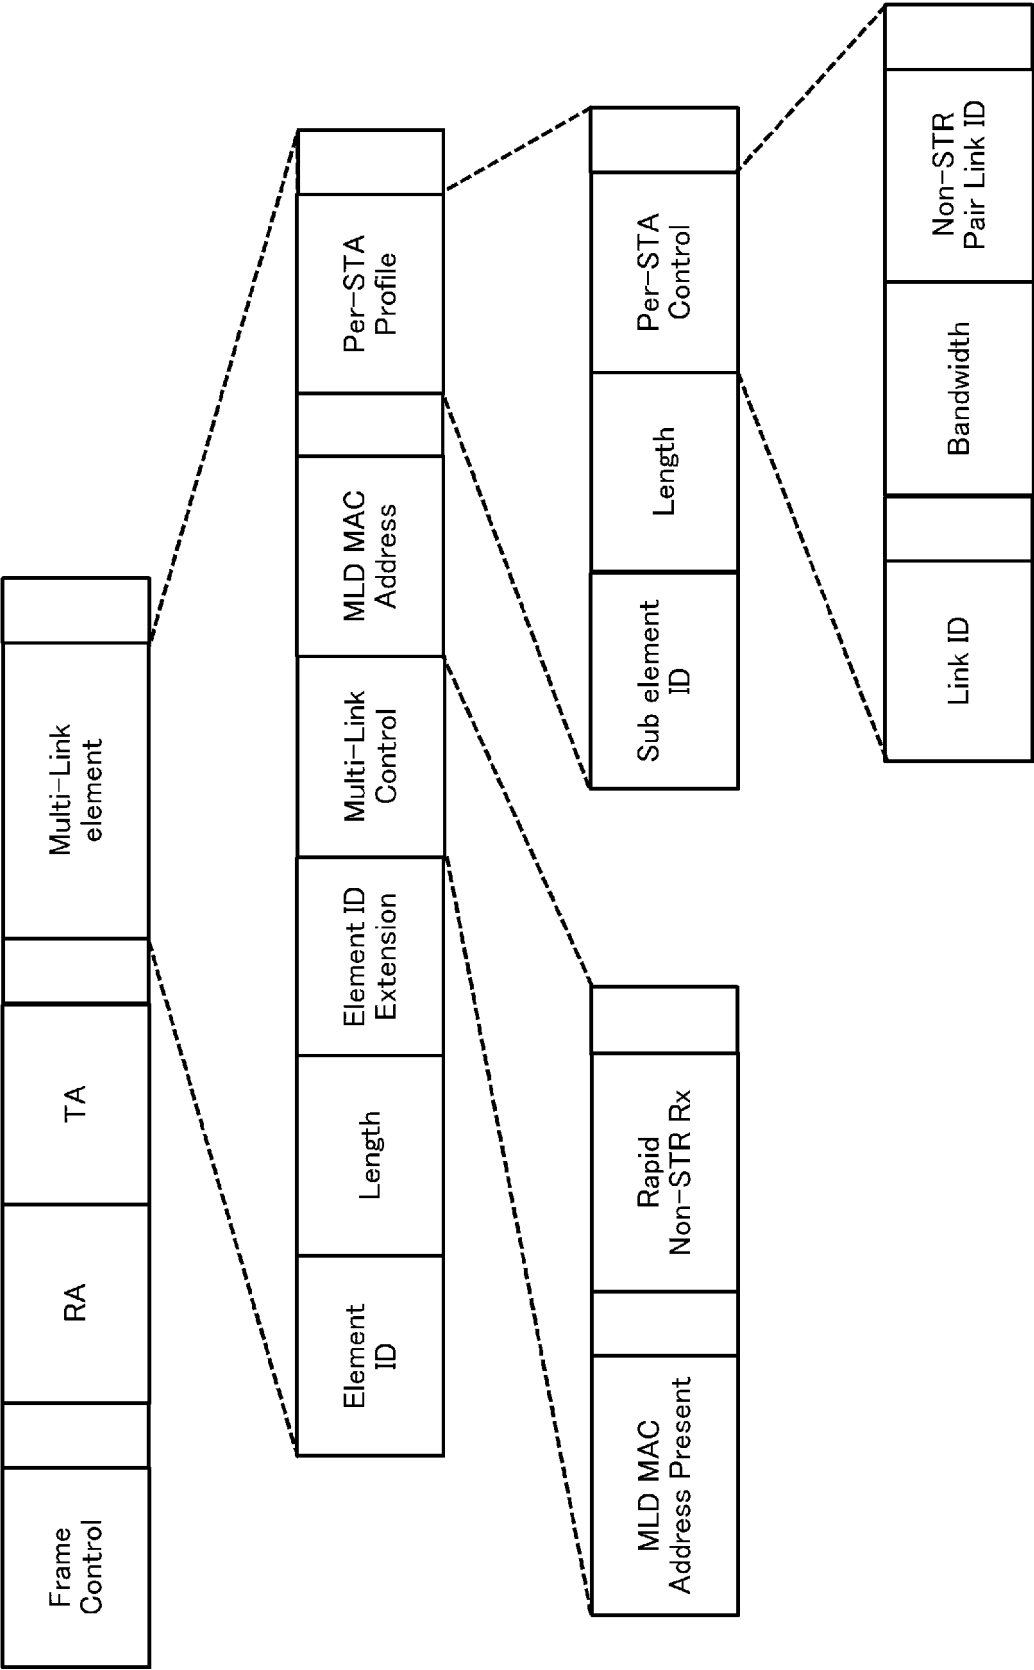 Frame
Control
RA
TA
Multi-Link
element
Element
ID
Length
Element ID
Extension
Multi-Link
Control
MLD MAC
Address
Per-STA
Profile
MLD MAC
Address Present
Rapid
Non-STR Rx
Sub element
ID
Length
Per-STA
Control
Link ID
Bandwidth
Non-STR
Pair Link ID